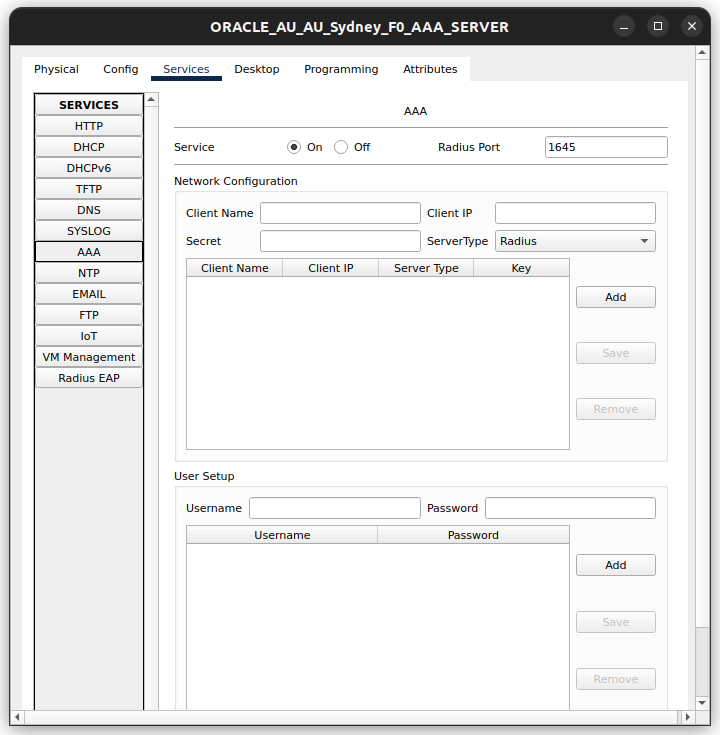 ORACLE_AU_AU_Sydney_F0_AAA_SERVER
Physical Config Services Desktop Programming Attributes
SERVICES
HTTP
DHCP
DHCPv6
TFTP
DNS
SYSLOG
AAA
NTP
EMAIL
FTP
IoT
VM Management
Radius EAP
AAA
Service On Off Radius Port 1645
Network Configuration
Client Name Client IP
Secret ServerType Radius
Client Name Client IP Server Type Key
Add
Save
Remove
User Setup
Username Password
Username Password
Add
Save
Remove